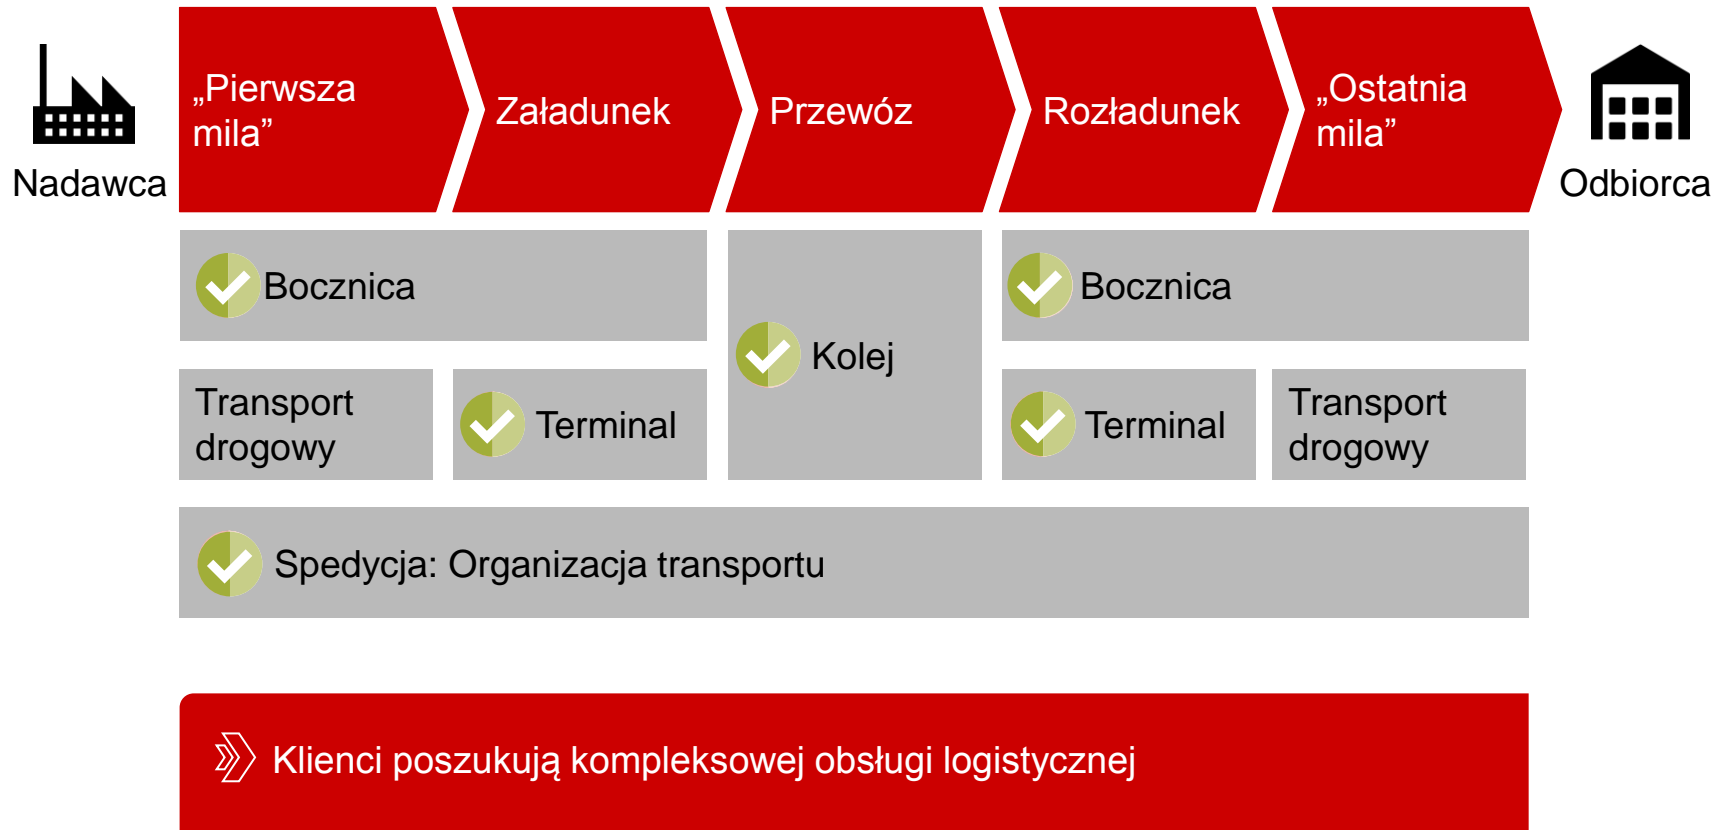 „Pierwsza
mila”
Załadunek
Przewóz
Rozładunek
„Ostatnia
mila”
Nadawca
Odbiorca
Bocznica
Kolej
Bocznica
Transport
drogowy
Terminal
Terminal
Transport
drogowy
Spedycja: Organizacja transportu
Klienci poszukują kompleksowej obsługi logistycznej